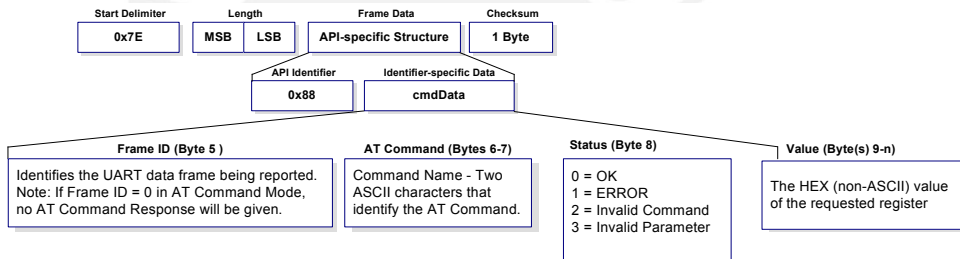 Start Delimiter Length Frame Data Checksum
0x7E MSB LSB API-specific Structure 1 Byte
API Identifier Identifier-specific Data
0x88 cmdData
Frame ID (Byte 5 )
Identifies the UART data frame being reported.
Note: If Frame ID = 0 in AT Command Mode,
no AT Command Response will be given.
AT Command (Bytes 6-7)
Command Name - Two
ASCII characters that
identify the AT Command.
Status (Byte 8)
0 = OK
1 = ERROR
2 = Invalid Command
3 = Invalid Parameter
Value (Byte(s) 9-n)
The HEX (non-ASCII) value
of the requested register